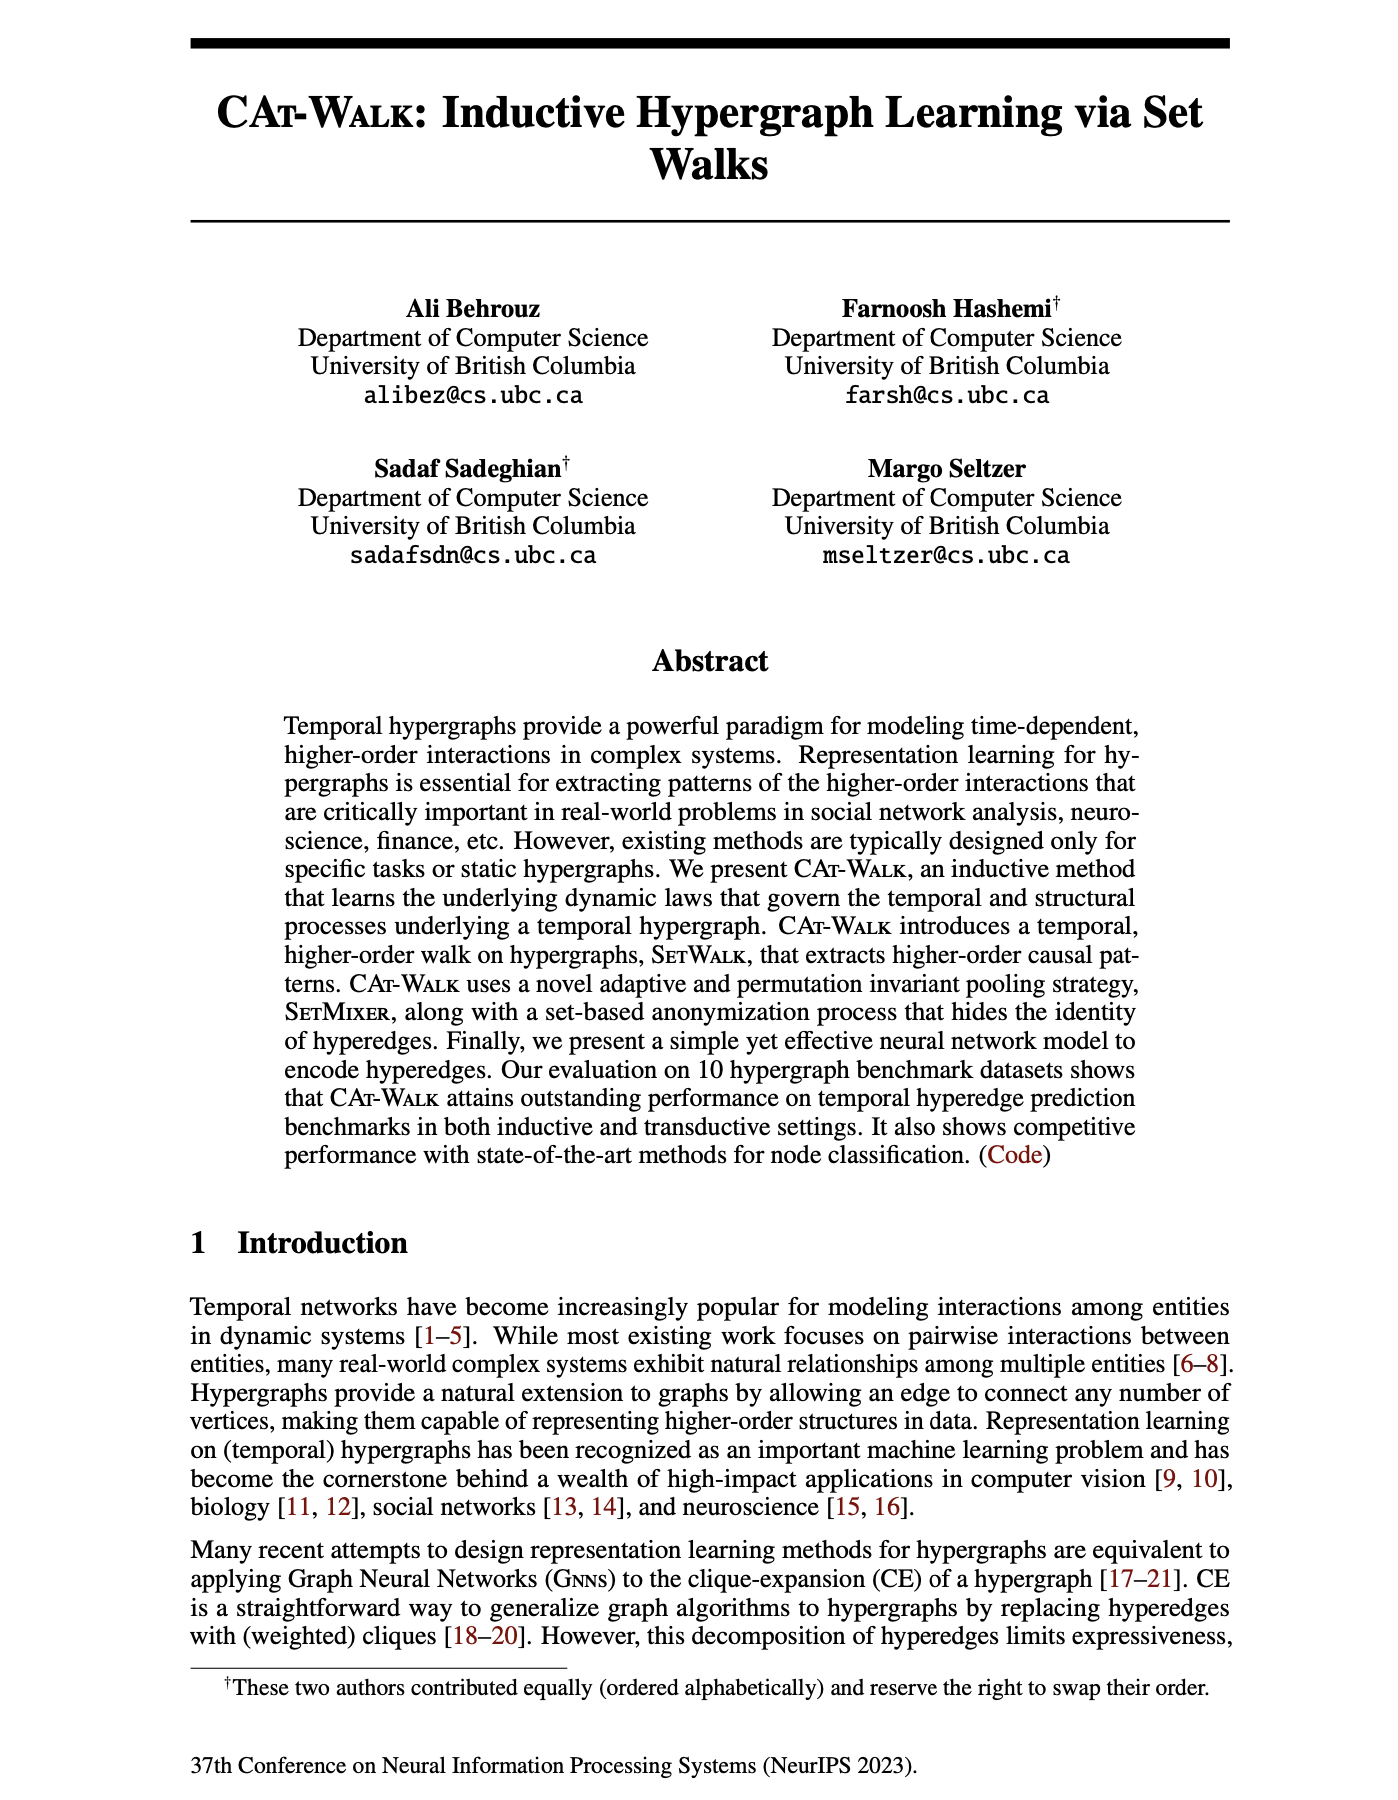 CAt-Walk: Inductive Hypergraph Learning via Set
Walks
Ali Behrouz
Department of Computer Science
University of British Columbia
alibez@cs.ubc.ca
Farnoosh Hashemi†
Department of Computer Science
University of British Columbia
farsh@cs.ubc.ca
Sadaf Sadeghian†
Department of Computer Science
University of British Columbia
sadafsdn@cs.ubc.ca
Margo Seltzer
Department of Computer Science
University of British Columbia
mseltzer@cs.ubc.ca
Abstract
Temporal hypergraphs provide a powerful paradigm for modeling time-dependent,
higher-order interactions in complex systems. Representation learning for hy-
pergraphs is essential for extracting patterns of the higher-order interactions that
are critically important in real-world problems in social network analysis, neuro-
science, finance, etc. However, existing methods are typically designed only for
specific tasks or static hypergraphs. We present CAt-Walk, an inductive method
that learns the underlying dynamic laws that govern the temporal and structural
processes underlying a temporal hypergraph. CAt-Walk introduces a temporal,
higher-order walk on hypergraphs, SetWalk, that extracts higher-order causal pat-
terns. CAt-Walk uses a novel adaptive and permutation invariant pooling strategy,
SetMixer, along with a set-based anonymization process that hides the identity
of hyperedges. Finally, we present a simple yet effective neural network model to
encode hyperedges. Our evaluation on 10 hypergraph benchmark datasets shows
that CAt-Walk attains outstanding performance on temporal hyperedge prediction
benchmarks in both inductive and transductive settings. It also shows competitive
performance with state-of-the-art methods for node classification. (Code)
1 Introduction
Temporal networks have become increasingly popular for modeling interactions among entities
in dynamic systems [1–5]. While most existing work focuses on pairwise interactions between
entities, many real-world complex systems exhibit natural relationships among multiple entities [6–8].
Hypergraphs provide a natural extension to graphs by allowing an edge to connect any number of
vertices, making them capable of representing higher-order structures in data. Representation learning
on (temporal) hypergraphs has been recognized as an important machine learning problem and has
become the cornerstone behind a wealth of high-impact applications in computer vision [9, 10],
biology [11, 12], social networks [13, 14], and neuroscience [15, 16].
Many recent attempts to design representation learning methods for hypergraphs are equivalent to
applying Graph Neural Networks (Gnns) to the clique-expansion (CE) of a hypergraph [17–21]. CE
is a straightforward way to generalize graph algorithms to hypergraphs by replacing hyperedges
with (weighted) cliques [18–20]. However, this decomposition of hyperedges limits expressiveness,
†These two authors contributed equally (ordered alphabetically) and reserve the right to swap their order.
37th Conference on Neural Information Processing Systems (NeurIPS 2023).